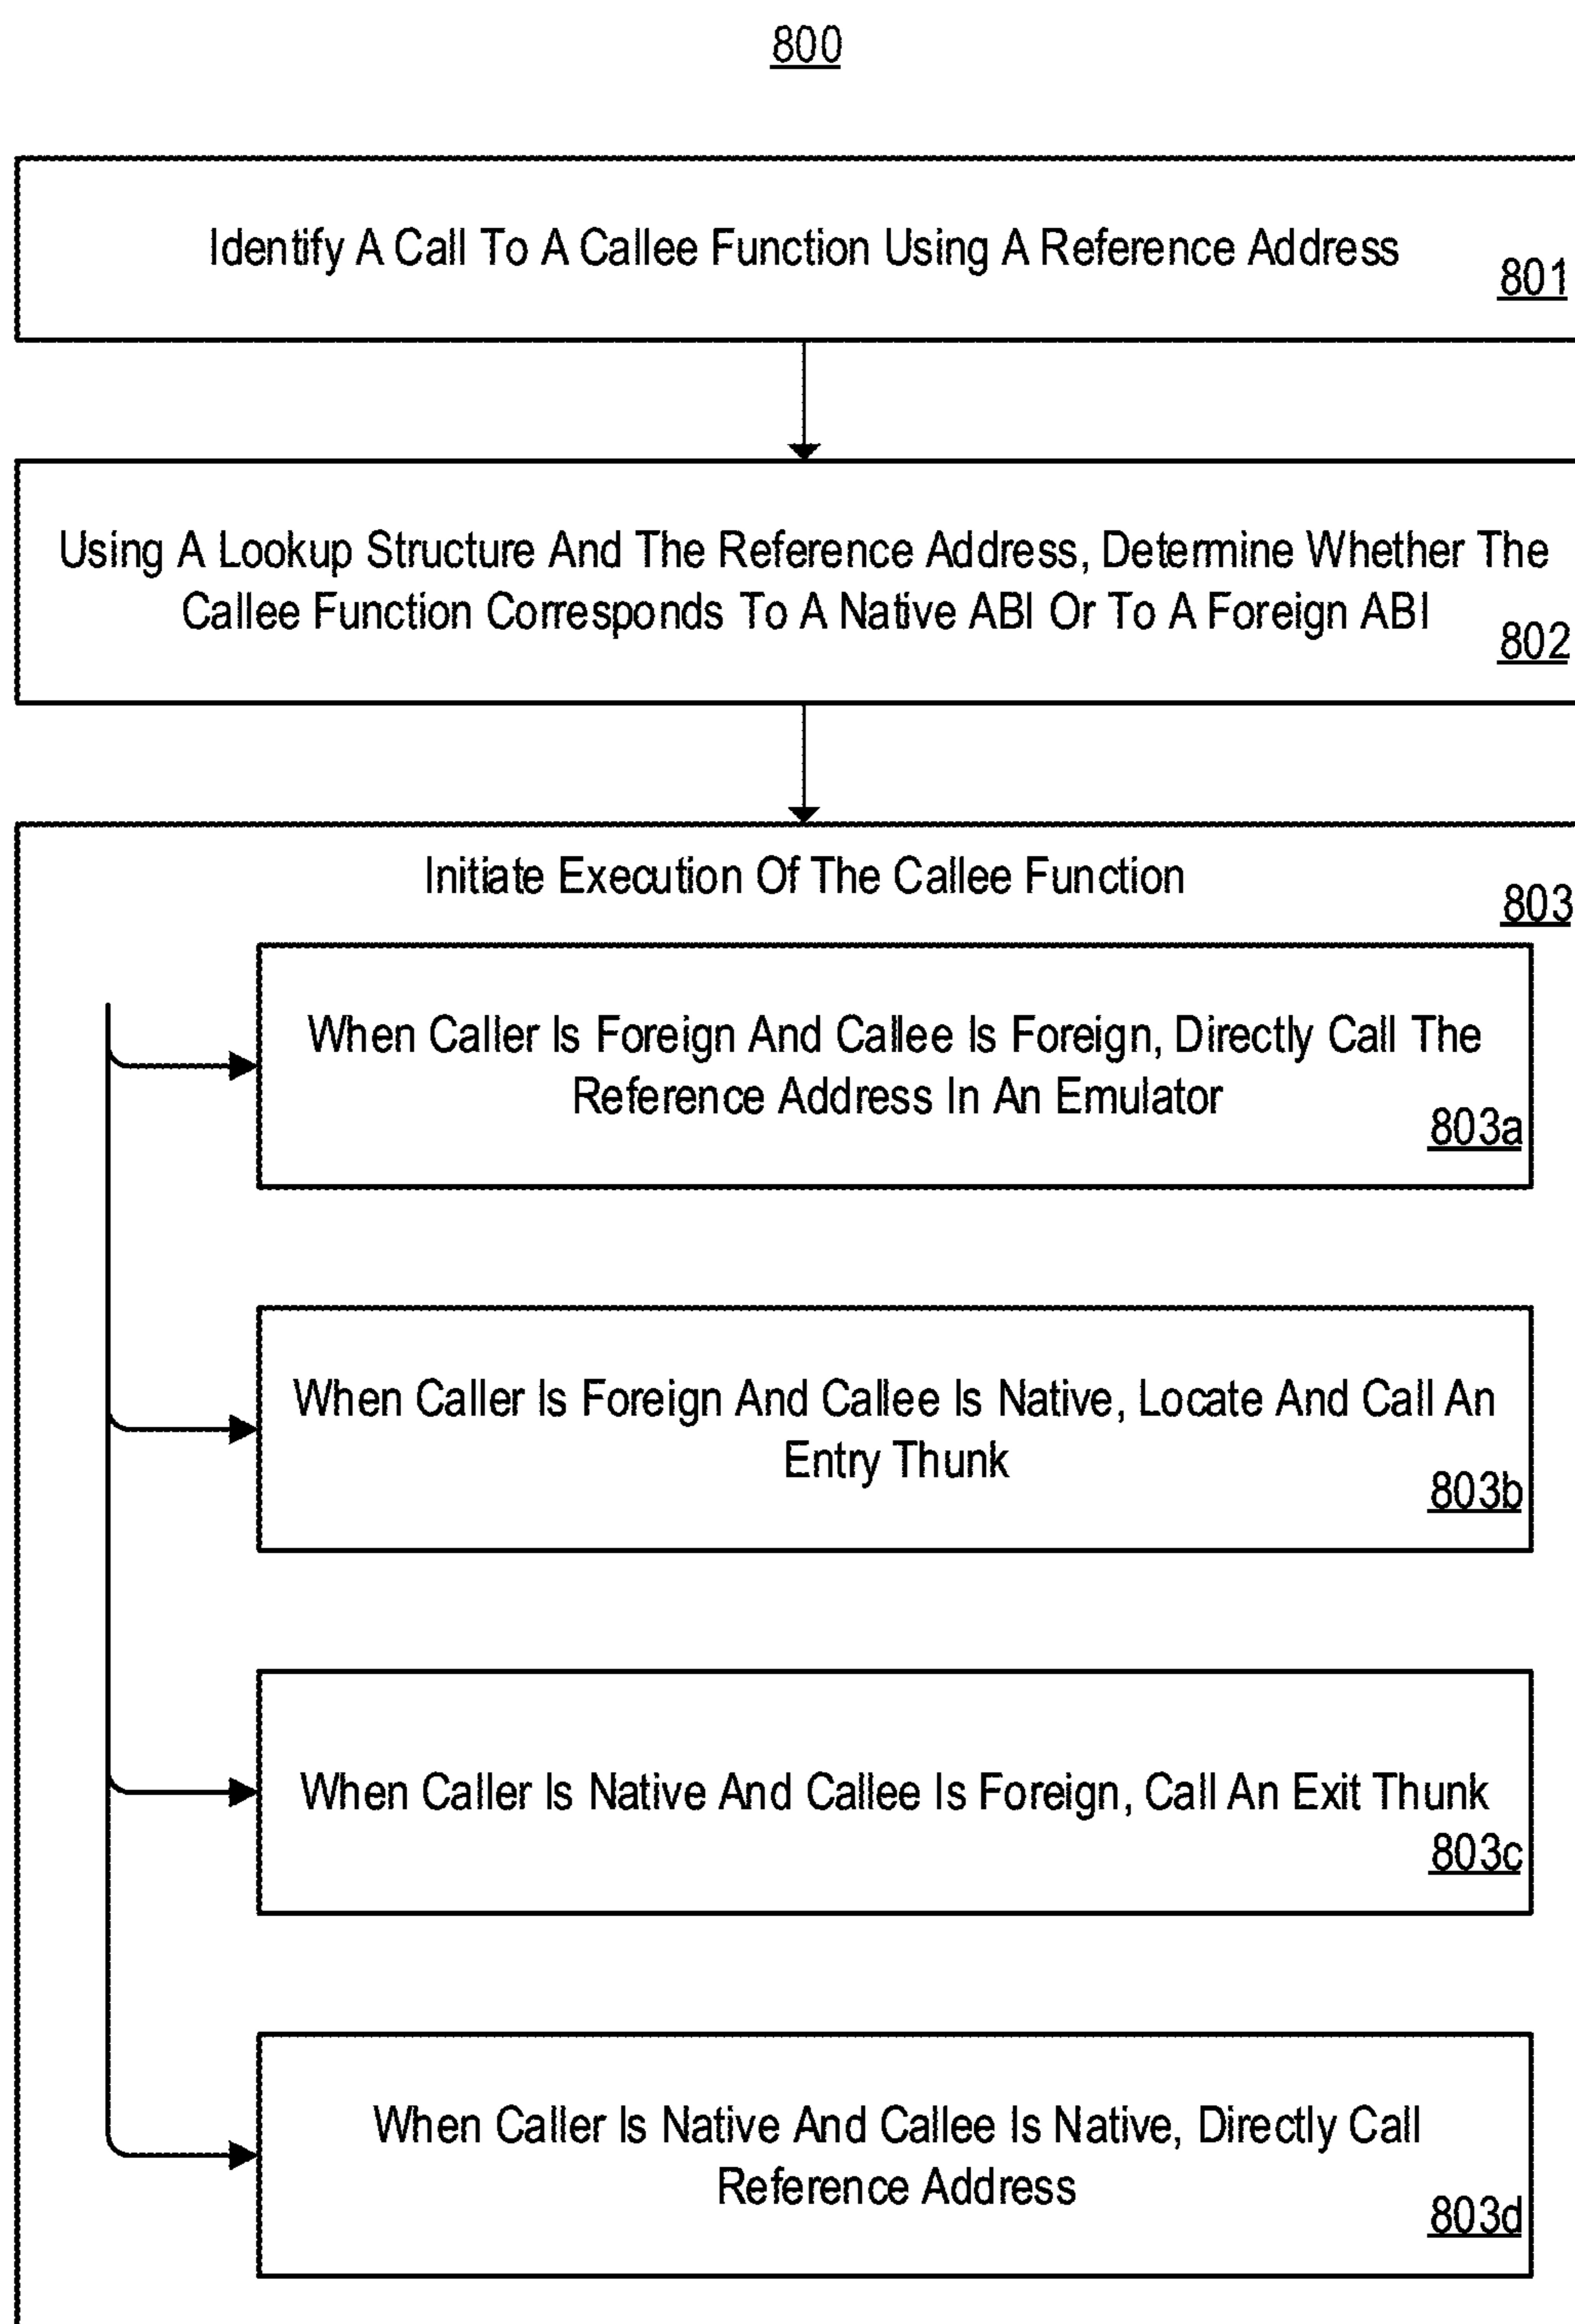 800
Identify A Call To A Callee Function Using A Reference Address
801
Using A Lookup Structure And The Reference Address, Determine Whether The
Callee Function Corresponds To A Native ABI Or To A Foreign ABI
802
Initiate Execution Of The Callee Function
803
When Caller Is Foreign And Callee Is Foreign, Directly Call The
Reference Address In An Emulator
803a
When Caller Is Foreign And Callee Is Native, Locate And Call An
Entry Thunk
803b
When Caller Is Native And Callee Is Foreign, Call An Exit Thunk
803c
When Caller Is Native And Callee Is Native, Directly Call
Reference Address
803d